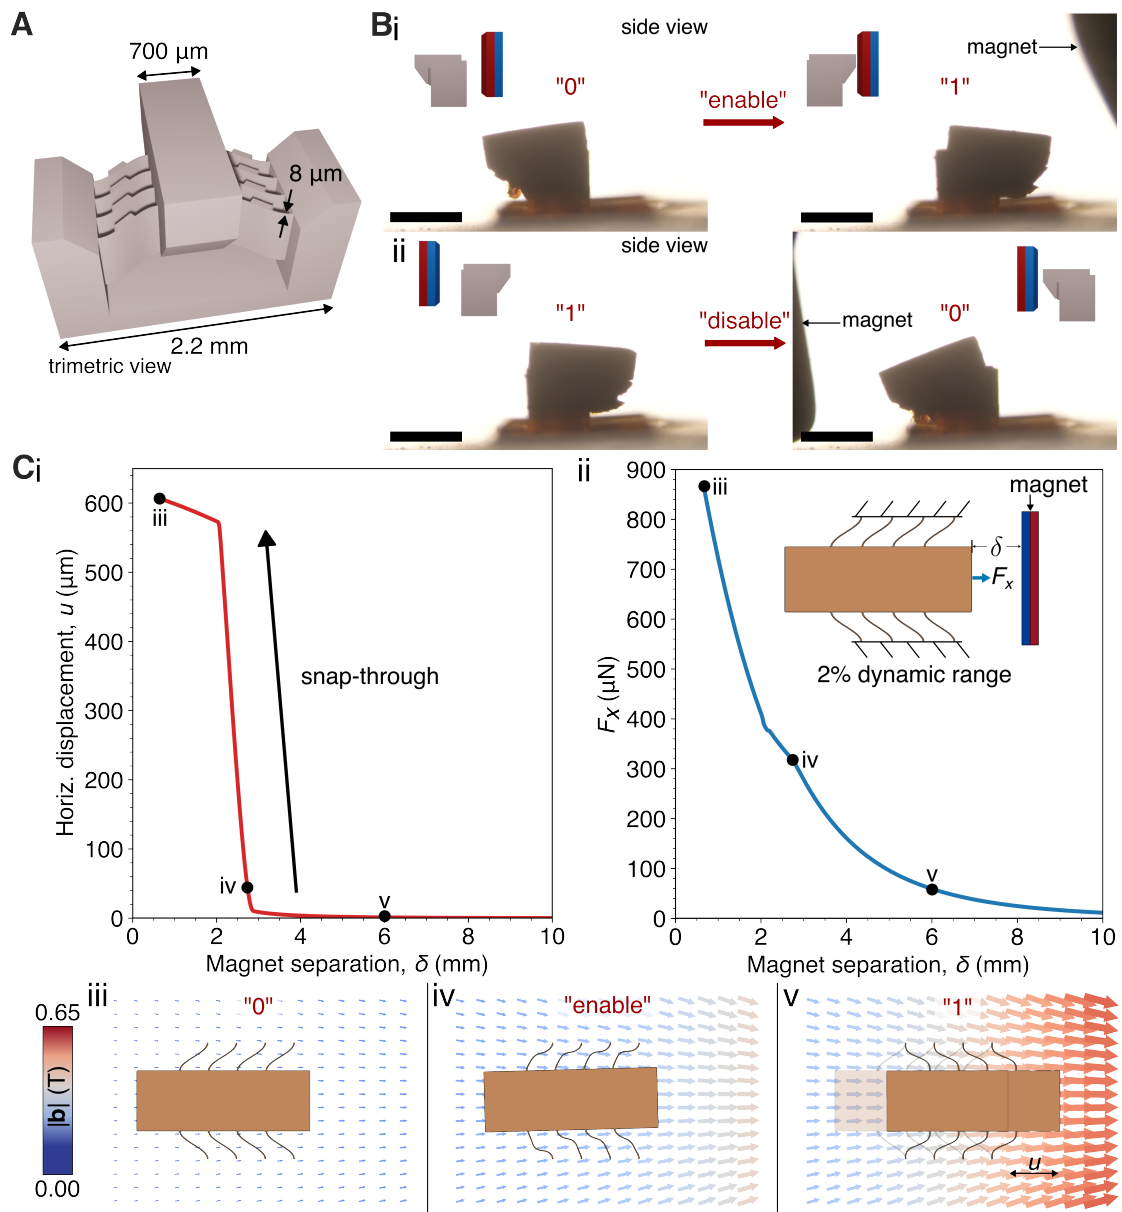 A
700 µm
8 µm
2.2 mm
trimetric view
B
i
side view
"0"
"enable"
"1"
magnet
ii
side view
"1"
"disable"
magnet
"0"
C
i
Horiz. displacement, u (µm)
600
500
400
300
200
100
0
iii
snap-through
iv
v
0 2 4 6 8 10
Magnet separation, δ (mm)
ii
Fx (µN)
900
800
700
600
500
400
300
200
100
0
iii
magnet
δ
Fx
2% dynamic range
iv
v
0 2 4 6 8 10
Magnet separation, δ (mm)
0.65
|b| (T)
0.00
iii
"0"
iv
"enable"
v
"1"
u